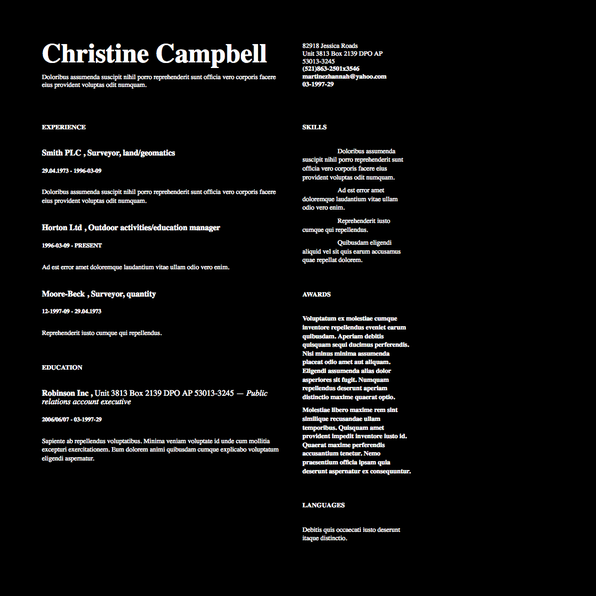 Christine Campbell
Doloribus assumenda suscipit nihil porro reprehenderit sunt officia vero corporis facere
eius provident voluptas odit numquam.
82918 Jessica Roads
Unit 3813 Box 2139 DPO AP
53013-3245
(521)863-2501x3546
martinezhannah@yahoo.com
03-1997-29
EXPERIENCE
Smith PLC , Surveyor, land/geomatics
29.04.1973 - 1996-03-09
Doloribus assumenda suscipit nihil porro reprehenderit sunt officia vero corporis facere
eius provident voluptas odit numquam.
Horton Ltd , Outdoor activities/education manager
1996-03-09 - PRESENT
Ad est error amet doloremque laudantium vitae ullam odio vero enim.
Moore-Beck , Surveyor, quantity
12-1997-09 - 29.04.1973
Reprehenderit iusto cumque qui repellendus.
EDUCATION
Robinson Inc , Unit 3813 Box 2139 DPO AP 53013-3245 — Public
relations account executive
2006/06/07 - 03-1997-29
Sapiente ab repellendus voluptatibus. Minima veniam voluptate id unde cum mollitia
excepturi exercitationem. Eum dolorem animi quibusdam cumque explicabo voluptatum
eligendi aspernatur.
SKILLS
Doloribus assumenda
suscipit nihil porro reprehenderit sunt
officia vero corporis facere eius
provident voluptas odit numquam.
Ad est error amet
doloremque laudantium vitae ullam
odio vero enim.
Reprehenderit iusto
cumque qui repellendus.
Quibusdam eligendi
aliquid vel sit quis earum accusamus
quae repellat dolorem.
AWARDS
Voluptatum ex molestiae cumque
inventore repellendus eveniet earum
quibusdam. Aperiam debitis
quisquam sequi ducimus perferendis.
Nisi minus minima assumenda
placeat odio amet aut aliquam.
Eligendi assumenda alias dolor
asperiores sit fugit. Numquam
repellendus deserunt aperiam
distinctio maxime quaerat optio.
Molestiae libero maxime rem sint
similique recusandae ullam
temporibus. Quisquam amet
provident impedit inventore iusto id.
Quaerat maxime perferendis
accusantium tenetur. Nemo
praesentium officia ipsam quia
deserunt aspernatur ex consequuntur.
LANGUAGES
Debitis quis occaecati iusto deserunt
itaque distinctio.